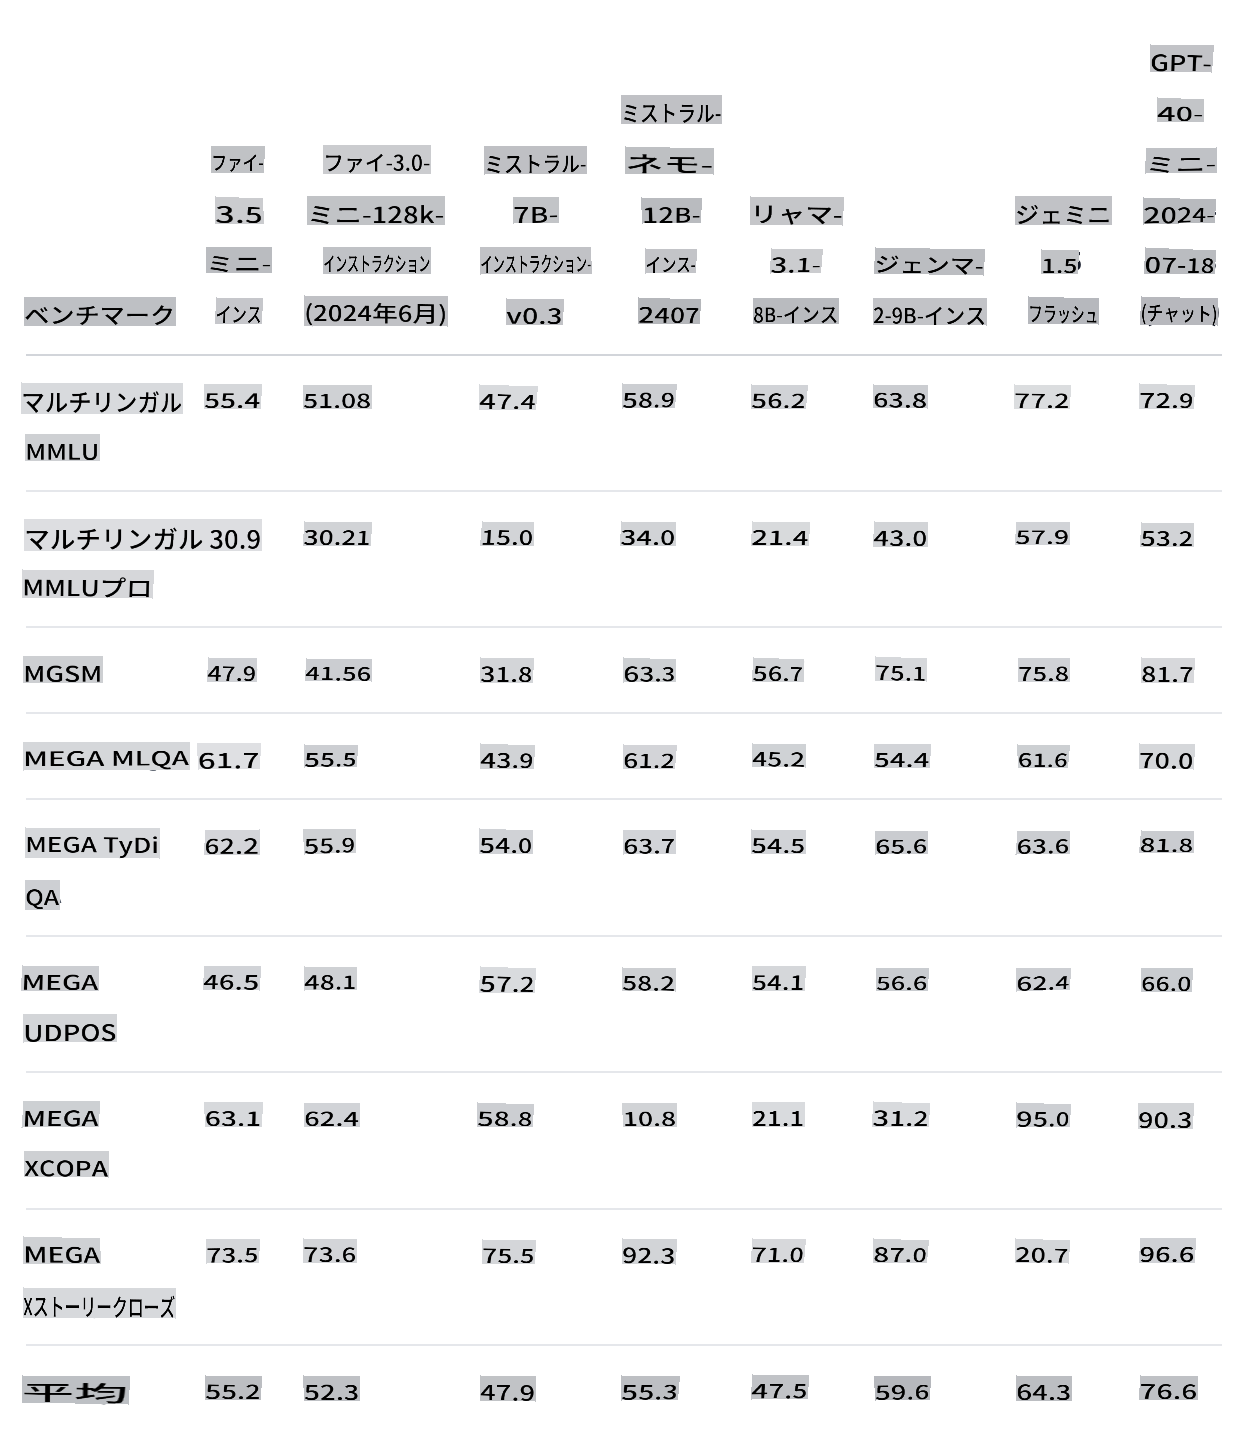 GPT-
ミストラル- 40-
ファイ- ファイ-3.0- ミストラル- ネモ- ミニ-
3.5 ミニ-128k- 7B- 12B- リャマ- ジェミニ 2024-
ミニ- インストラクション インストラクション- インス- 3.1- ジェンマ- 1.5 07-18
ベンチマーク インス (2024年6月) v0.3 2407 8B-インス 2-9B-インス フラッシュ (チャット)
マルチリンガル 55.4 51.08 47.4 58.9 56.2 63.8 77.2 72.9
MMLU
マルチリンガル 30.9 30.21 15.0 34.0 21.4 43.0 57.9 53.2
MMLUプロ
MGSM 47.9 41.56 31.8 63.3 56.7 75.1 75.8 81.7
MEGA MLQA 61.7 55.5 43.9 61.2 45.2 54.4 61.6 70.0
MEGA TyDi 62.2 55.9 54.0 63.7 54.5 65.6 63.6 81.8
QA
MEGA 46.5 48.1 57.2 58.2 54.1 56.6 62.4 66.0
UDPOS
MEGA 63.1 62.4 58.8 10.8 21.1 31.2 95.0 90.3
XCOPA
MEGA 73.5 73.6 75.5 92.3 71.0 87.0 20.7 96.6
Xストーリークローズ
平均 55.2 52.3 47.9 55.3 47.5 59.6 64.3 76.6